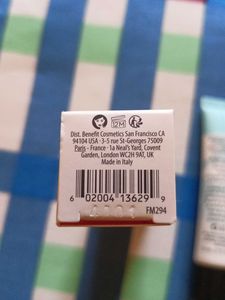 12M
Dist. Benefit Cosmetics San Francisco CA
94104 USA · 3-5 rue St-Georges 75009
Paris - France · 1a Neal's Yard, Covent
Garden, London WC2H 9AT, UK
Made in Italy
6 02004 13629 9
FM294